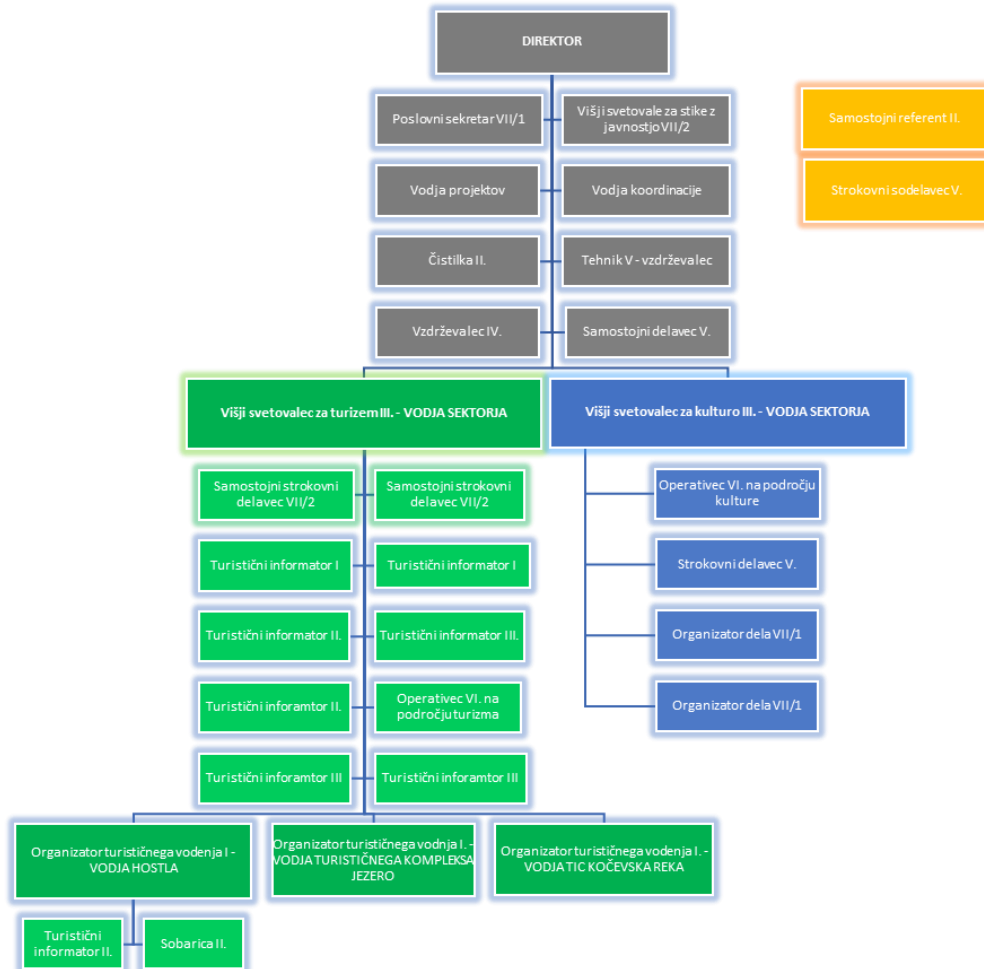 DIREKTOR
Poslovni sekretar VII/1
Višji svetovale za stike z
javnostjo VII/2
Samostojni referent II.
Vodja projektov
Vodja koordinacije
Strokovni sodelavec V.
Čistilka II.
Tehnik V - vzdrževalec
Vzdrževalec IV.
Samostojni delavec V.
Višji svetovalec za turizem III. - VODJA SEKTORJA
Višji svetovalec za kulturo III. - VODJA SEKTORJA
Samostojni strokovni
delavec VII/2
Samostojni strokovni
delavec VII/2
Operativec VI. na področju
kulture
Turistični informator I
Turistični informator I
Strokovni delavec V.
Turistični informator II.
Turistični informator III.
Organizator dela VII/1
Turistični inforamtor II.
Operativec VI. na
področju turizma
Organizator dela VII/1
Turistični inforamtor III
Turistični inforamtor III
Organizator turističnega vodenja I -
VODJA HOSTLA
Organizator turističnega vodnja I. -
VODJA TURISTIČNEGA KOMPLEKSA
JEZERO
Organizator turističnega vodenja I. -
VODJA TIC KOČEVSKA REKA
Turistični
informator II.
Sobarica II.